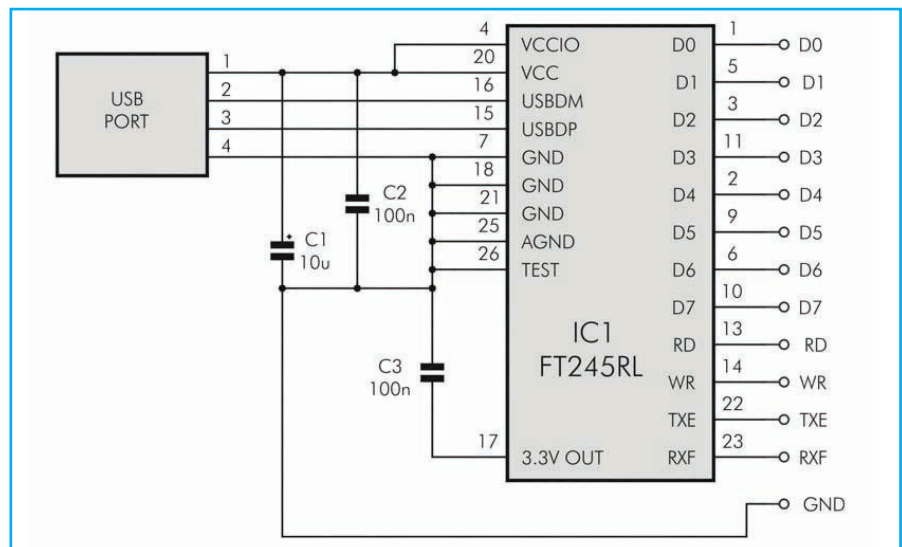 USB
PORT
1
2
3
4
C1
10u
C2
100n
C3
100n
4
20
16
15
7
18
21
25
26
17
VCCIO
VCC
USBDM
USBDP
GND
GND
GND
AGND
TEST
3.3V OUT
IC1
FT245RL
D0
D1
D2
D3
D4
D5
D6
D7
RD
WR
TXE
RXF
1
5
3
11
2
9
6
10
13
14
22
23
D0
D1
D2
D3
D4
D5
D6
D7
RD
WR
TXE
RXF
GND